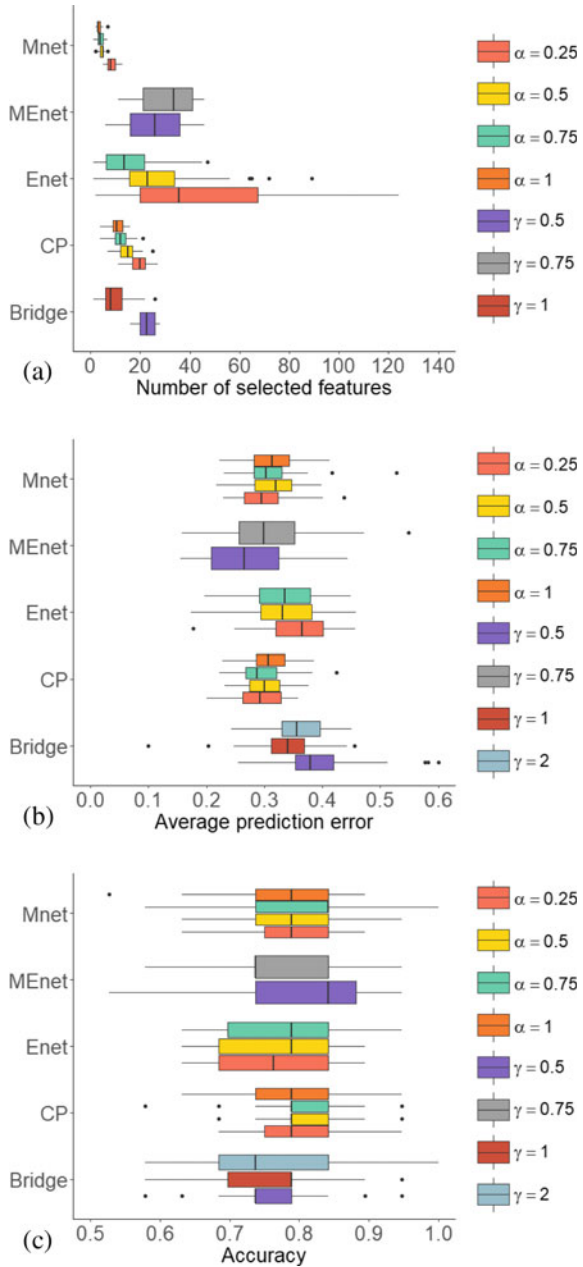 Mnet
MEnet
Enet
CP
Bridge
0 20 40 60 80 100 120 140
(a) Number of selected features
α = 0.25
α = 0.5
α = 0.75
α = 1
γ = 0.5
γ = 0.75
γ = 1
Mnet
MEnet
Enet
CP
Bridge
0.0 0.1 0.2 0.3 0.4 0.5 0.6
(b) Average prediction error
α = 0.25
α = 0.5
α = 0.75
α = 1
γ = 0.5
γ = 0.75
γ = 1
γ = 2
Mnet
MEnet
Enet
CP
Bridge
0.5 0.6 0.7 0.8 0.9 1.0
(c) Accuracy
α = 0.25
α = 0.5
α = 0.75
α = 1
γ = 0.5
γ = 0.75
γ = 1
γ = 2